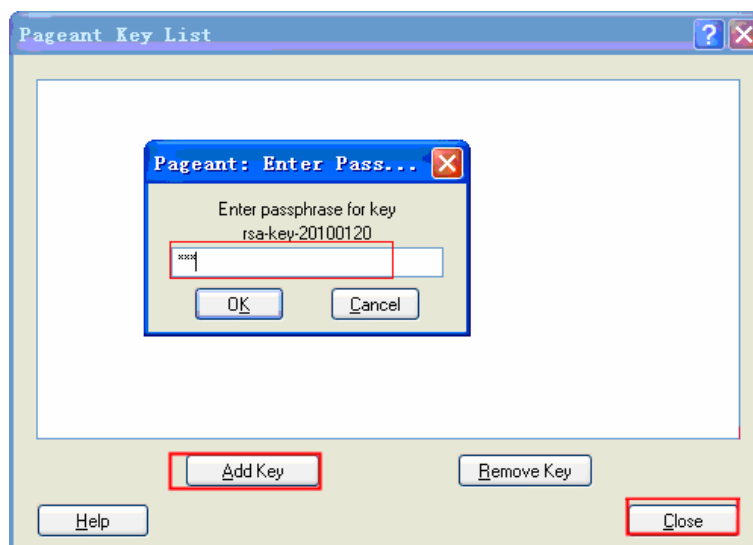 Pageant Key List
Pageant: Enter Pass...
Enter passphrase for key
rsa-key-20100120
***
OK
Cancel
Add Key
Remove Key
Help
Close